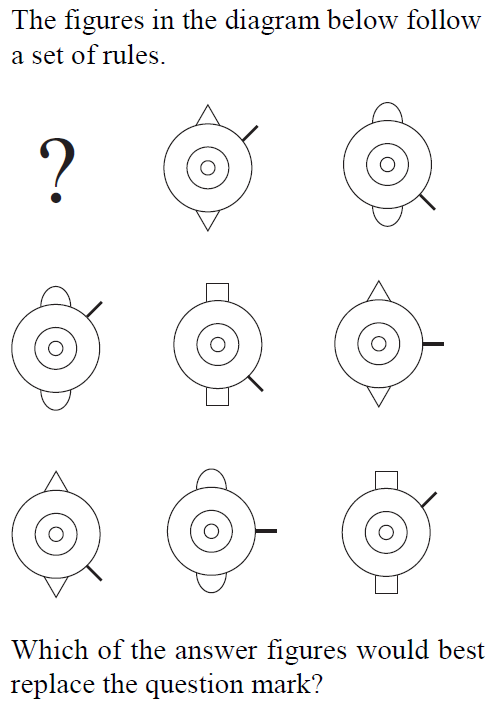 The figures in the diagram below follow
a set of rules.
?
Which of the answer figures would best
replace the question mark?